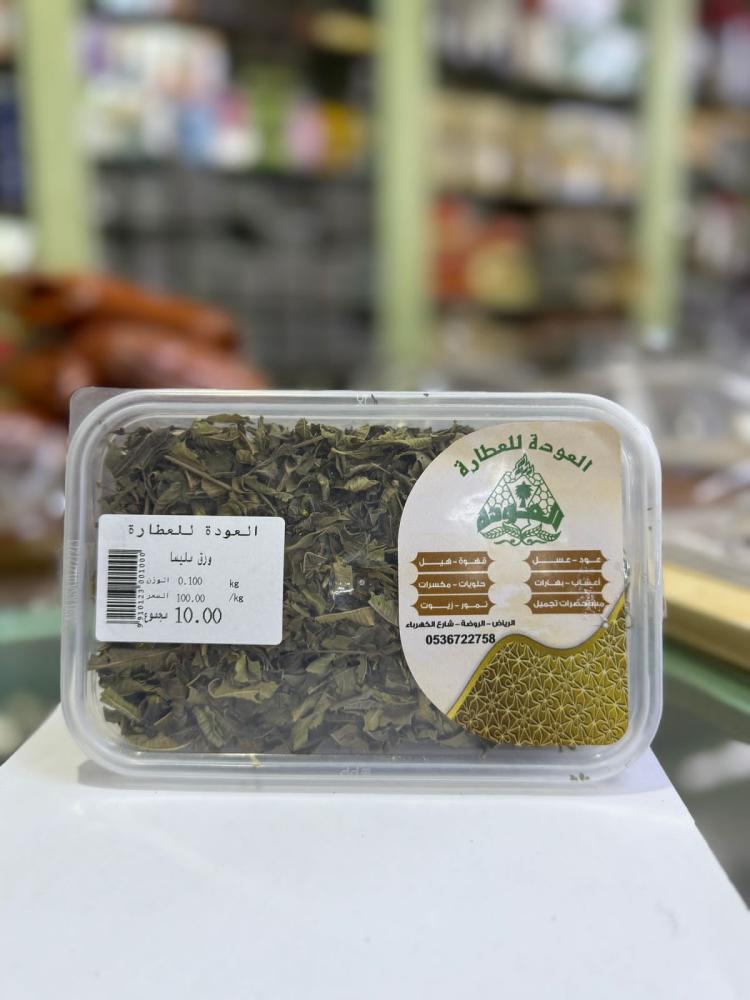 العودة للعطارة
ورق مليسا
الوزن 0.100 kg
السعر 100.00 /kg
مجموع 10.00
9910123001000
العودة للعطارة
العودة
عود - عسل
قهوة - هيل
أعشاب - بهارات
حلويات - مكسرات
مستحضرات تجميل
تمور - زيوت
الرياض - الروضة - شارع الكهرباء
0536722758